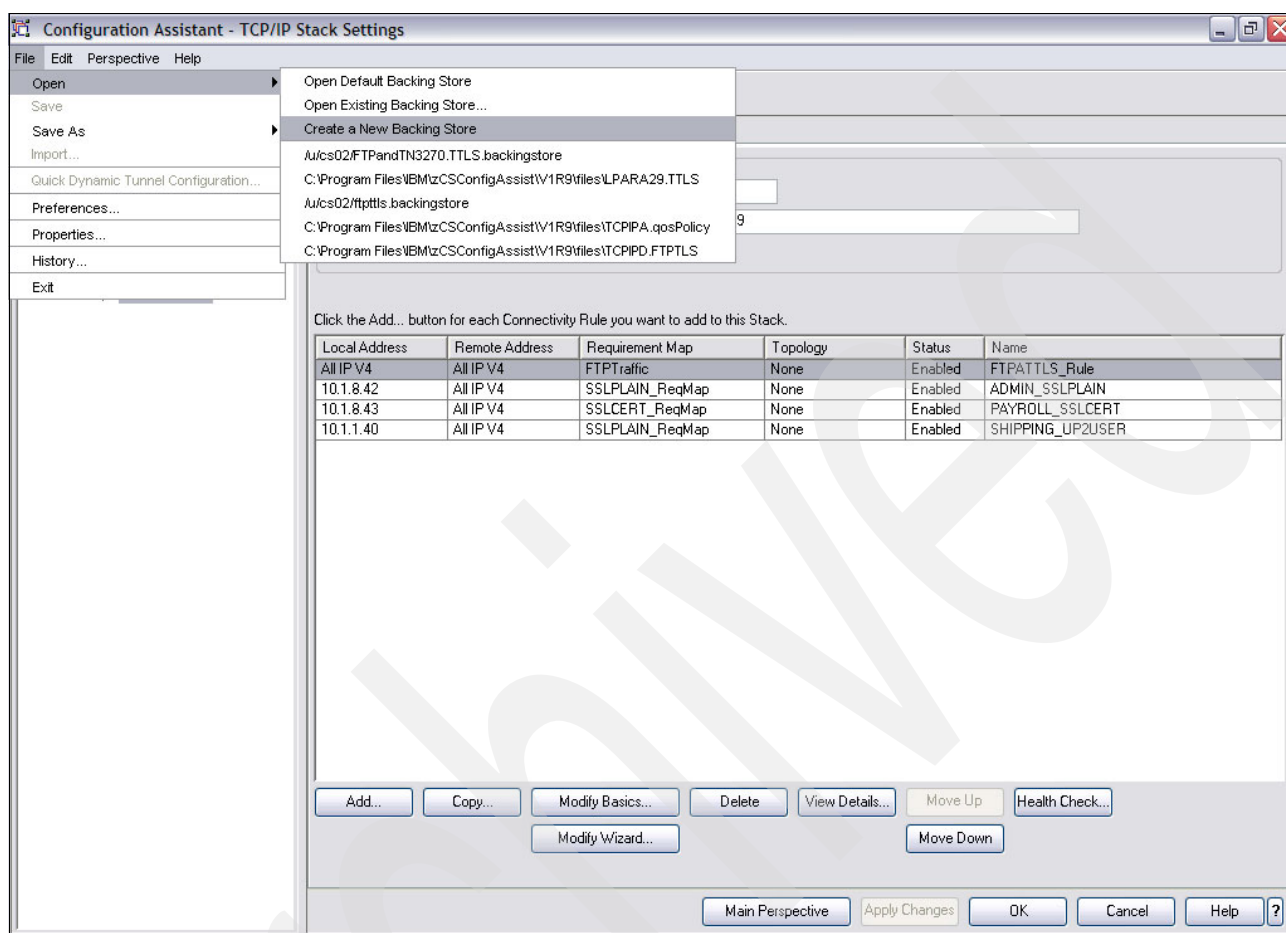 Configuration Assistant - TCP/IP Stack Settings
File Edit Perspective Help
Open
Save
Save As
Import...
Quick Dynamic Tunnel Configuration...
Preferences...
Properties...
History...
Exit
Open Default Backing Store
Open Existing Backing Store...
Create a New Backing Store
/u/cs02/FTPandTN3270.TTLS.backingstore
C:\Program Files\IBM\zCSConfigAssist\V1R9\files\LPARA29.TTLS
/u/cs02/ftpttls.backingstore
C:\Program Files\IBM\zCSConfigAssist\V1R9\files\TCPIPA.qosPolicy
C:\Program Files\IBM\zCSConfigAssist\V1R9\files\TCPIPD.FTPTLS
9
Click the Add... button for each Connectivity Rule you want to add to this Stack.
Local Address Remote Address Requirement Map Topology Status Name
All IP V4 All IP V4 FTPTraffic None Enabled FTPATTLS_Rule
10.1.8.42 All IP V4 SSLPLAIN_ReqMap None Enabled ADMIN_SSLPLAIN
10.1.8.43 All IP V4 SSLCERT_ReqMap None Enabled PAYROLL_SSLCERT
10.1.1.40 All IP V4 SSLPLAIN_ReqMap None Enabled SHIPPING_UP2USER
Add... Copy... Modify Basics... Delete View Details... Move Up Health Check...
Modify Wizard... Move Down
Main Perspective Apply Changes OK Cancel Help ?